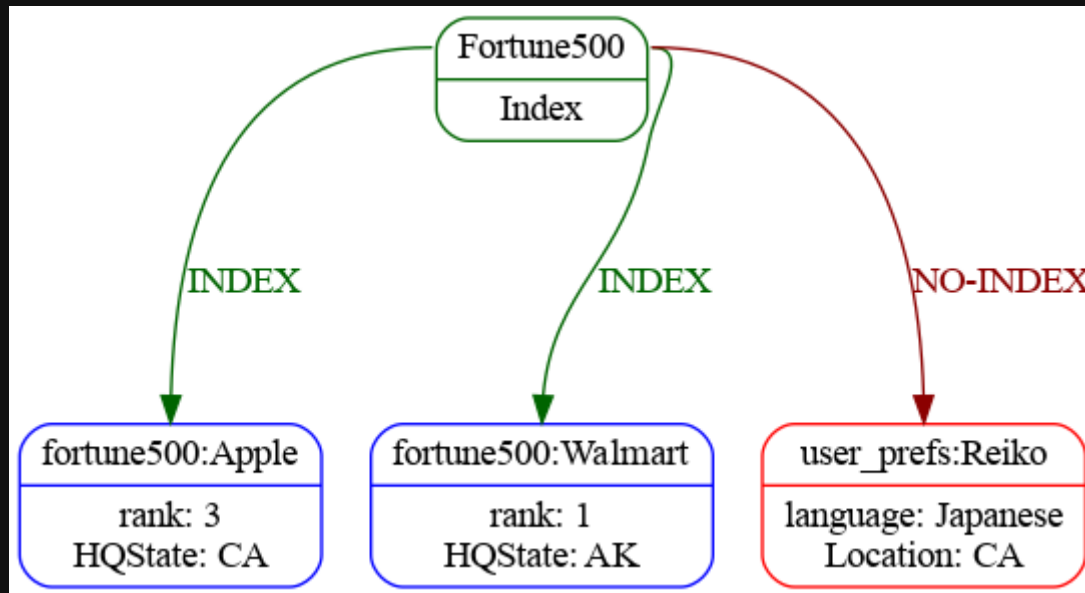 Fortune500
Index
INDEX
INDEX
NO-INDEX
fortune500:Apple
rank: 3
HQState: CA
fortune500:Walmart
rank: 1
HQState: AK
user_prefs:Reiko
language: Japanese
Location: CA